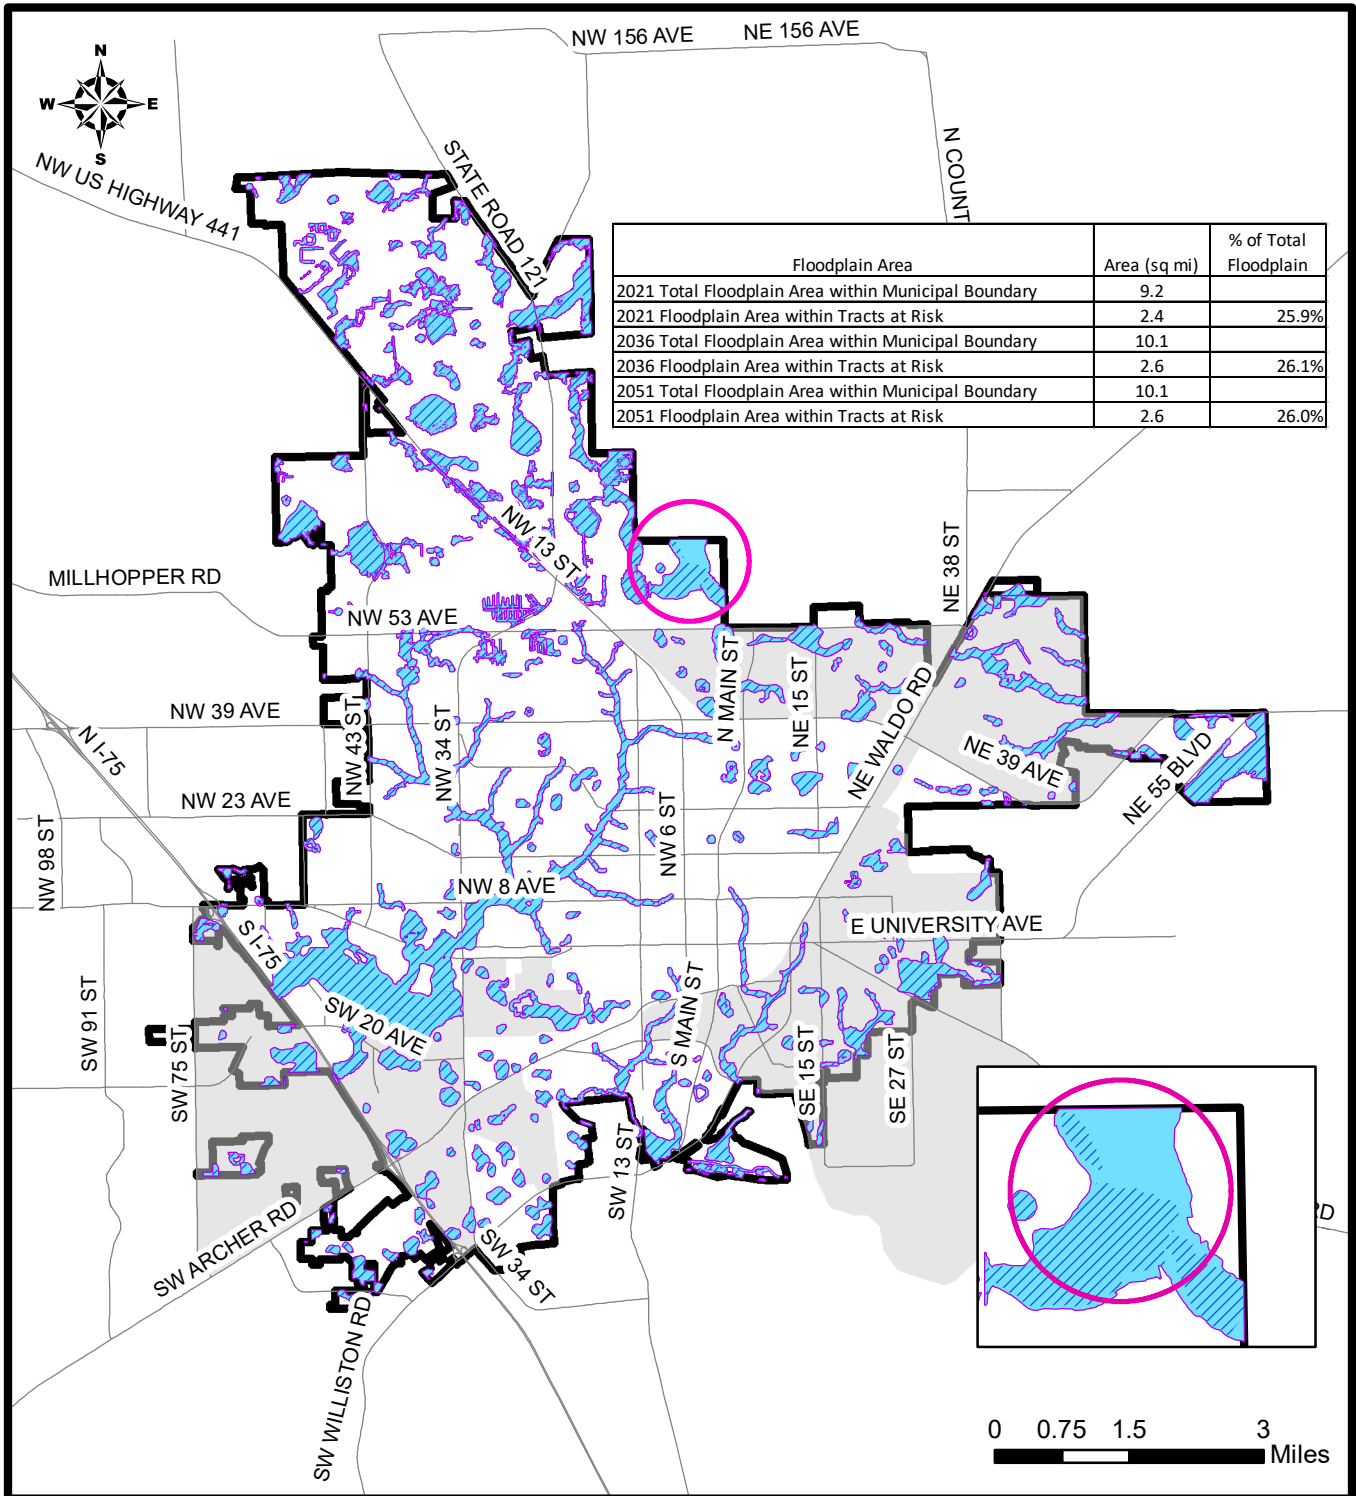 NW 156 AVE
NE 156 AVE
N
W
E
S
NW US HIGHWAY 441
STATE ROAD 121
N COUNT
Floodplain Area Area (sq mi) % of Total Floodplain
2021 Total Floodplain Area within Municipal Boundary 9.2
2021 Floodplain Area within Tracts at Risk 2.4 25.9%
2036 Total Floodplain Area within Municipal Boundary 10.1
2036 Floodplain Area within Tracts at Risk 2.6 26.1%
2051 Total Floodplain Area within Municipal Boundary 10.1
2051 Floodplain Area within Tracts at Risk 2.6 26.0%
NW 13 ST
MILLHOPPER RD
NW 53 AVE
NE 38 ST
N MAIN ST
NE 15 ST
NE WALDO RD
NW 39 AVE
N I-75
NW 43 ST
NW 34 ST
NE 39 AVE
NE 55 BLVD
NW 23 AVE
NW 98 ST
NW 6 ST
NW 8 AVE
E UNIVERSITY AVE
S I-75
SW 20 AVE
SW 91 ST
SW 75 ST
S MAIN ST
SE 15 ST
SE 27 ST
SW 13 ST
SW ARCHER RD
SW 34 ST
SW WILLISTON RD
RD
0 0.75 1.5 3
Miles